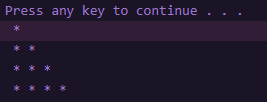 Press any key to continue . . .
*
* *
* * *
* * * *